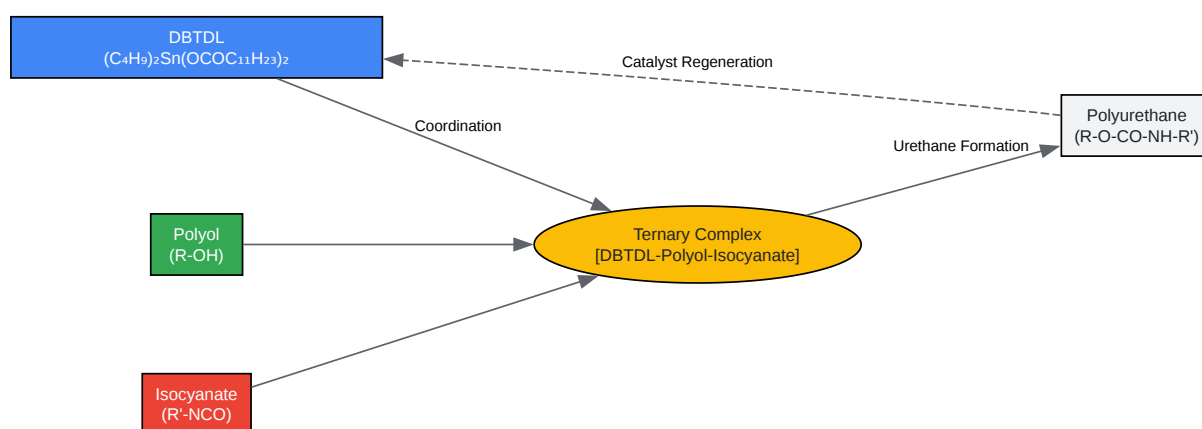 DBTDL
(C₄H₉)₂Sn(OCOC₁₁H₂₃)₂
Catalyst Regeneration
Coordination
Polyurethane
(R-O-CO-NH-R')
Urethane Formation
Polyol
(R-OH)
Ternary Complex
[DBTDL-Polyol-Isocyanate]
Isocyanate
(R'-NCO)